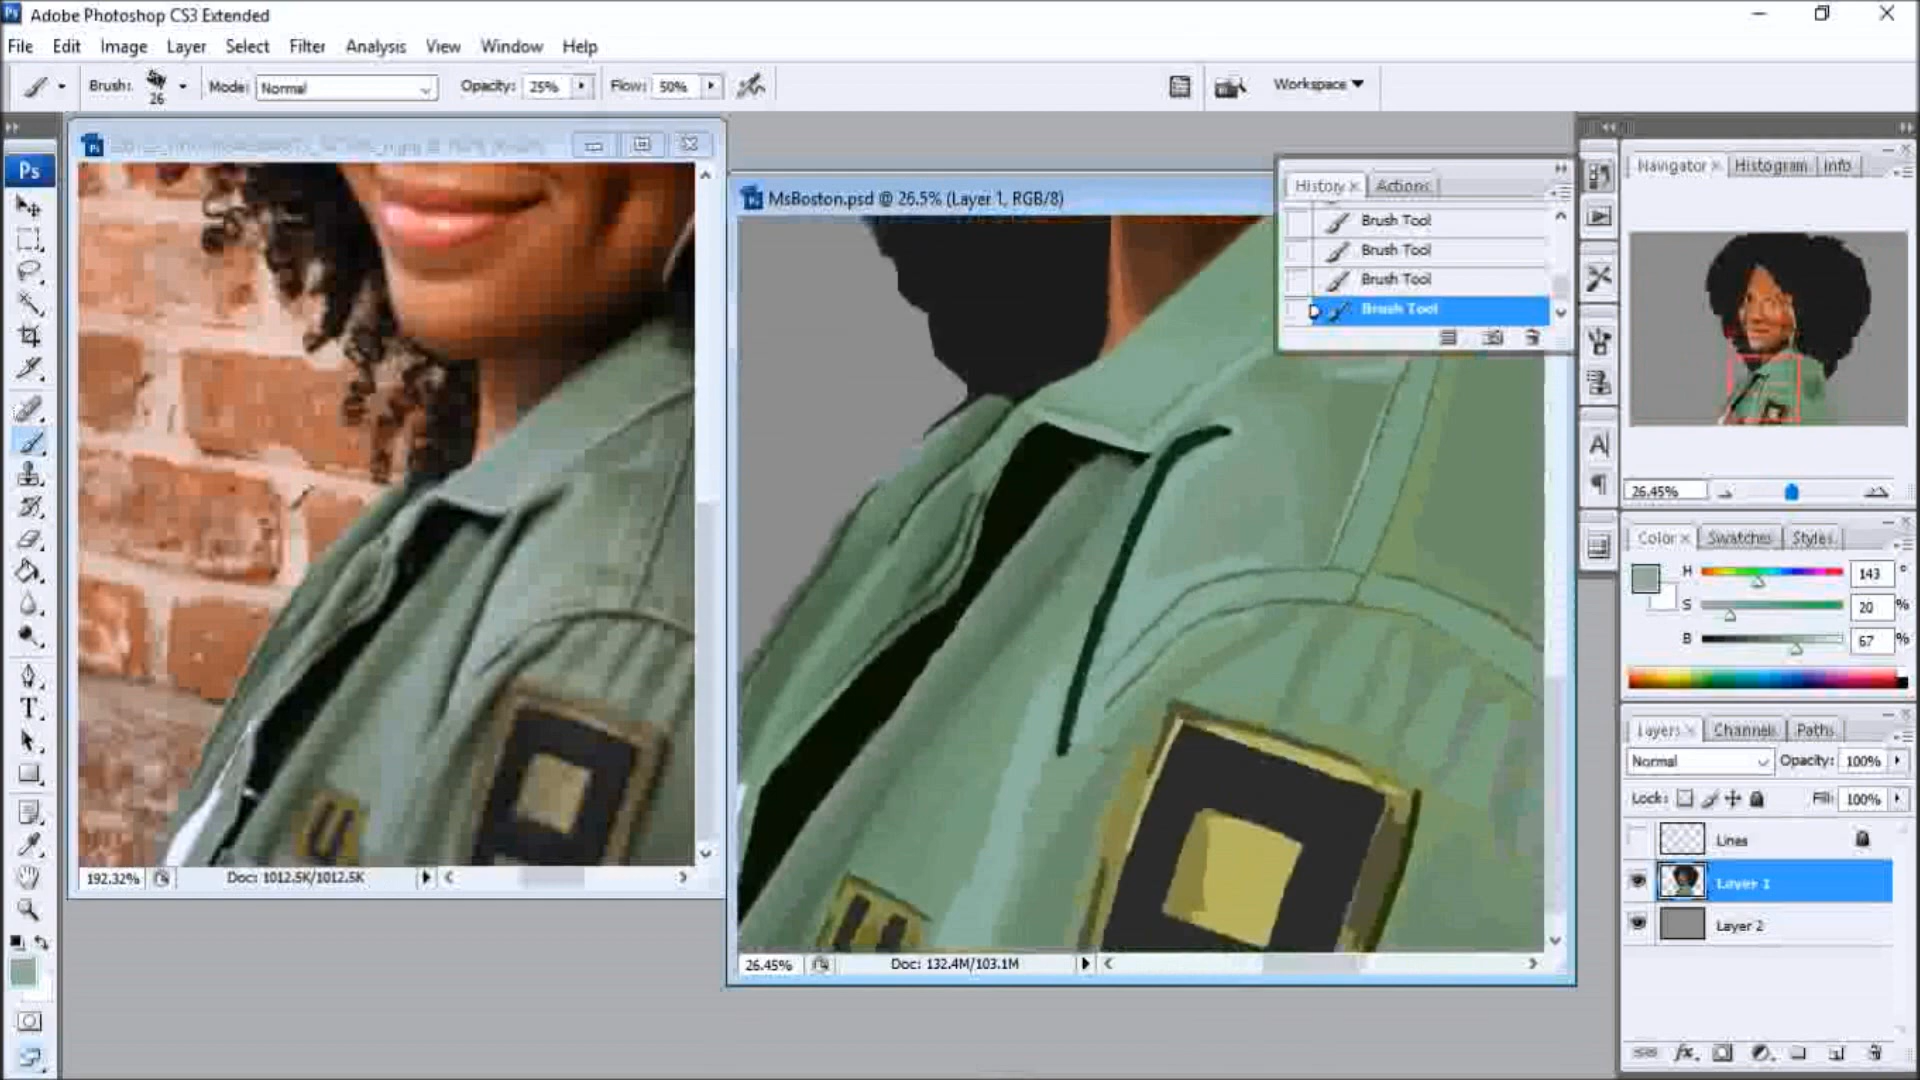 Adobe Photoshop CS3 Extended
File Edit Image Layer Select Filter Analysis View Window Help
Brush: 26 Mode: Normal Opacity: 25% Flow: 50% Workspace
Ps
MsBoston.psd @ 26.5% (Layer 1, RGB/8)
History Actions
Brush Tool
Brush Tool
Brush Tool
Brush Tool
192.32% Doc: 1012.5K/1012.5K
26.45% Doc: 132.4M/103.1M
Navigator Histogram Info
26.45%
Color Swatches Styles
H 143 °
S 20 %
B 67 %
Layers Channels Paths
Normal Opacity: 100%
Lock: Fill: 100%
Lines
Layer 1
Layer 2